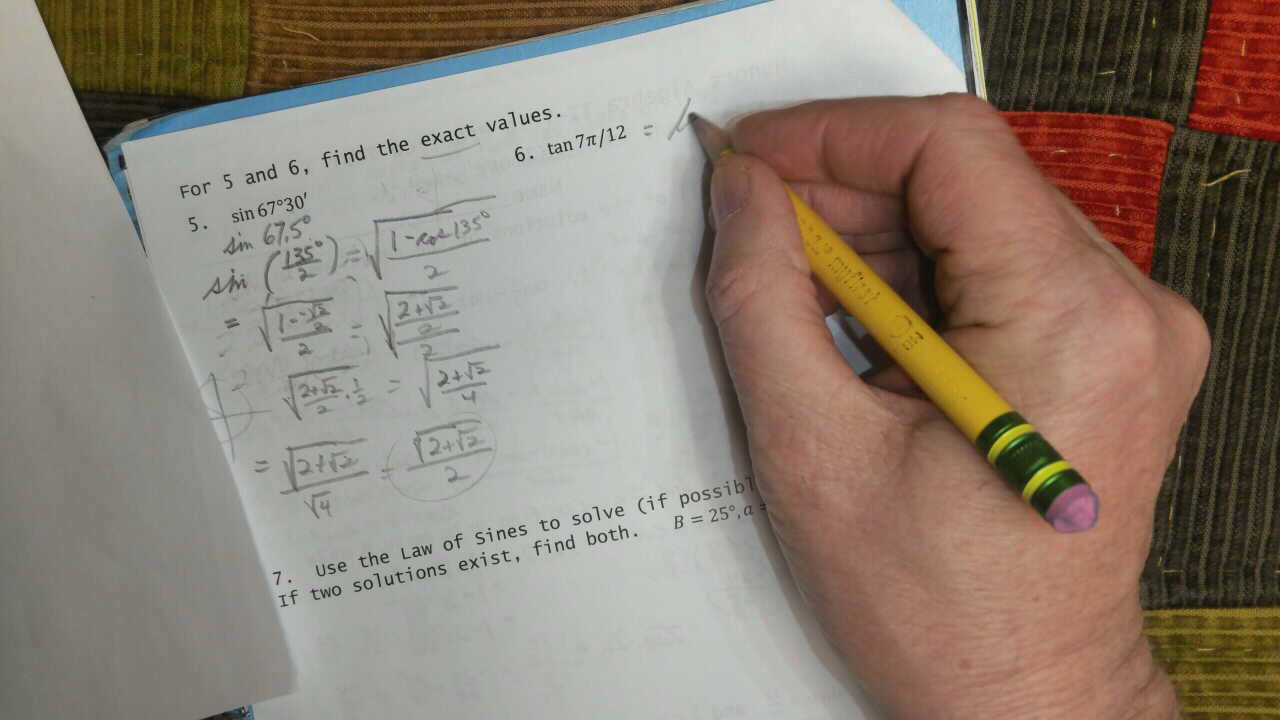 For 5 and 6, find the exact values.
5. sin 67°30′
6. tan 7π/12 =
sin 67.5°
sin (135°/2) = √((1 - cos 135°)/2)
= √((1 - -√2/2)/2) = √(((2+√2)/2)/2)
√((2+√2)/2 · 1/2) = √((2+√2)/4)
= √(2+√2)/√4 = √(2+√2)/2
7. Use the Law of Sines to solve (if possibl
If two solutions exist, find both. B = 25°, a =